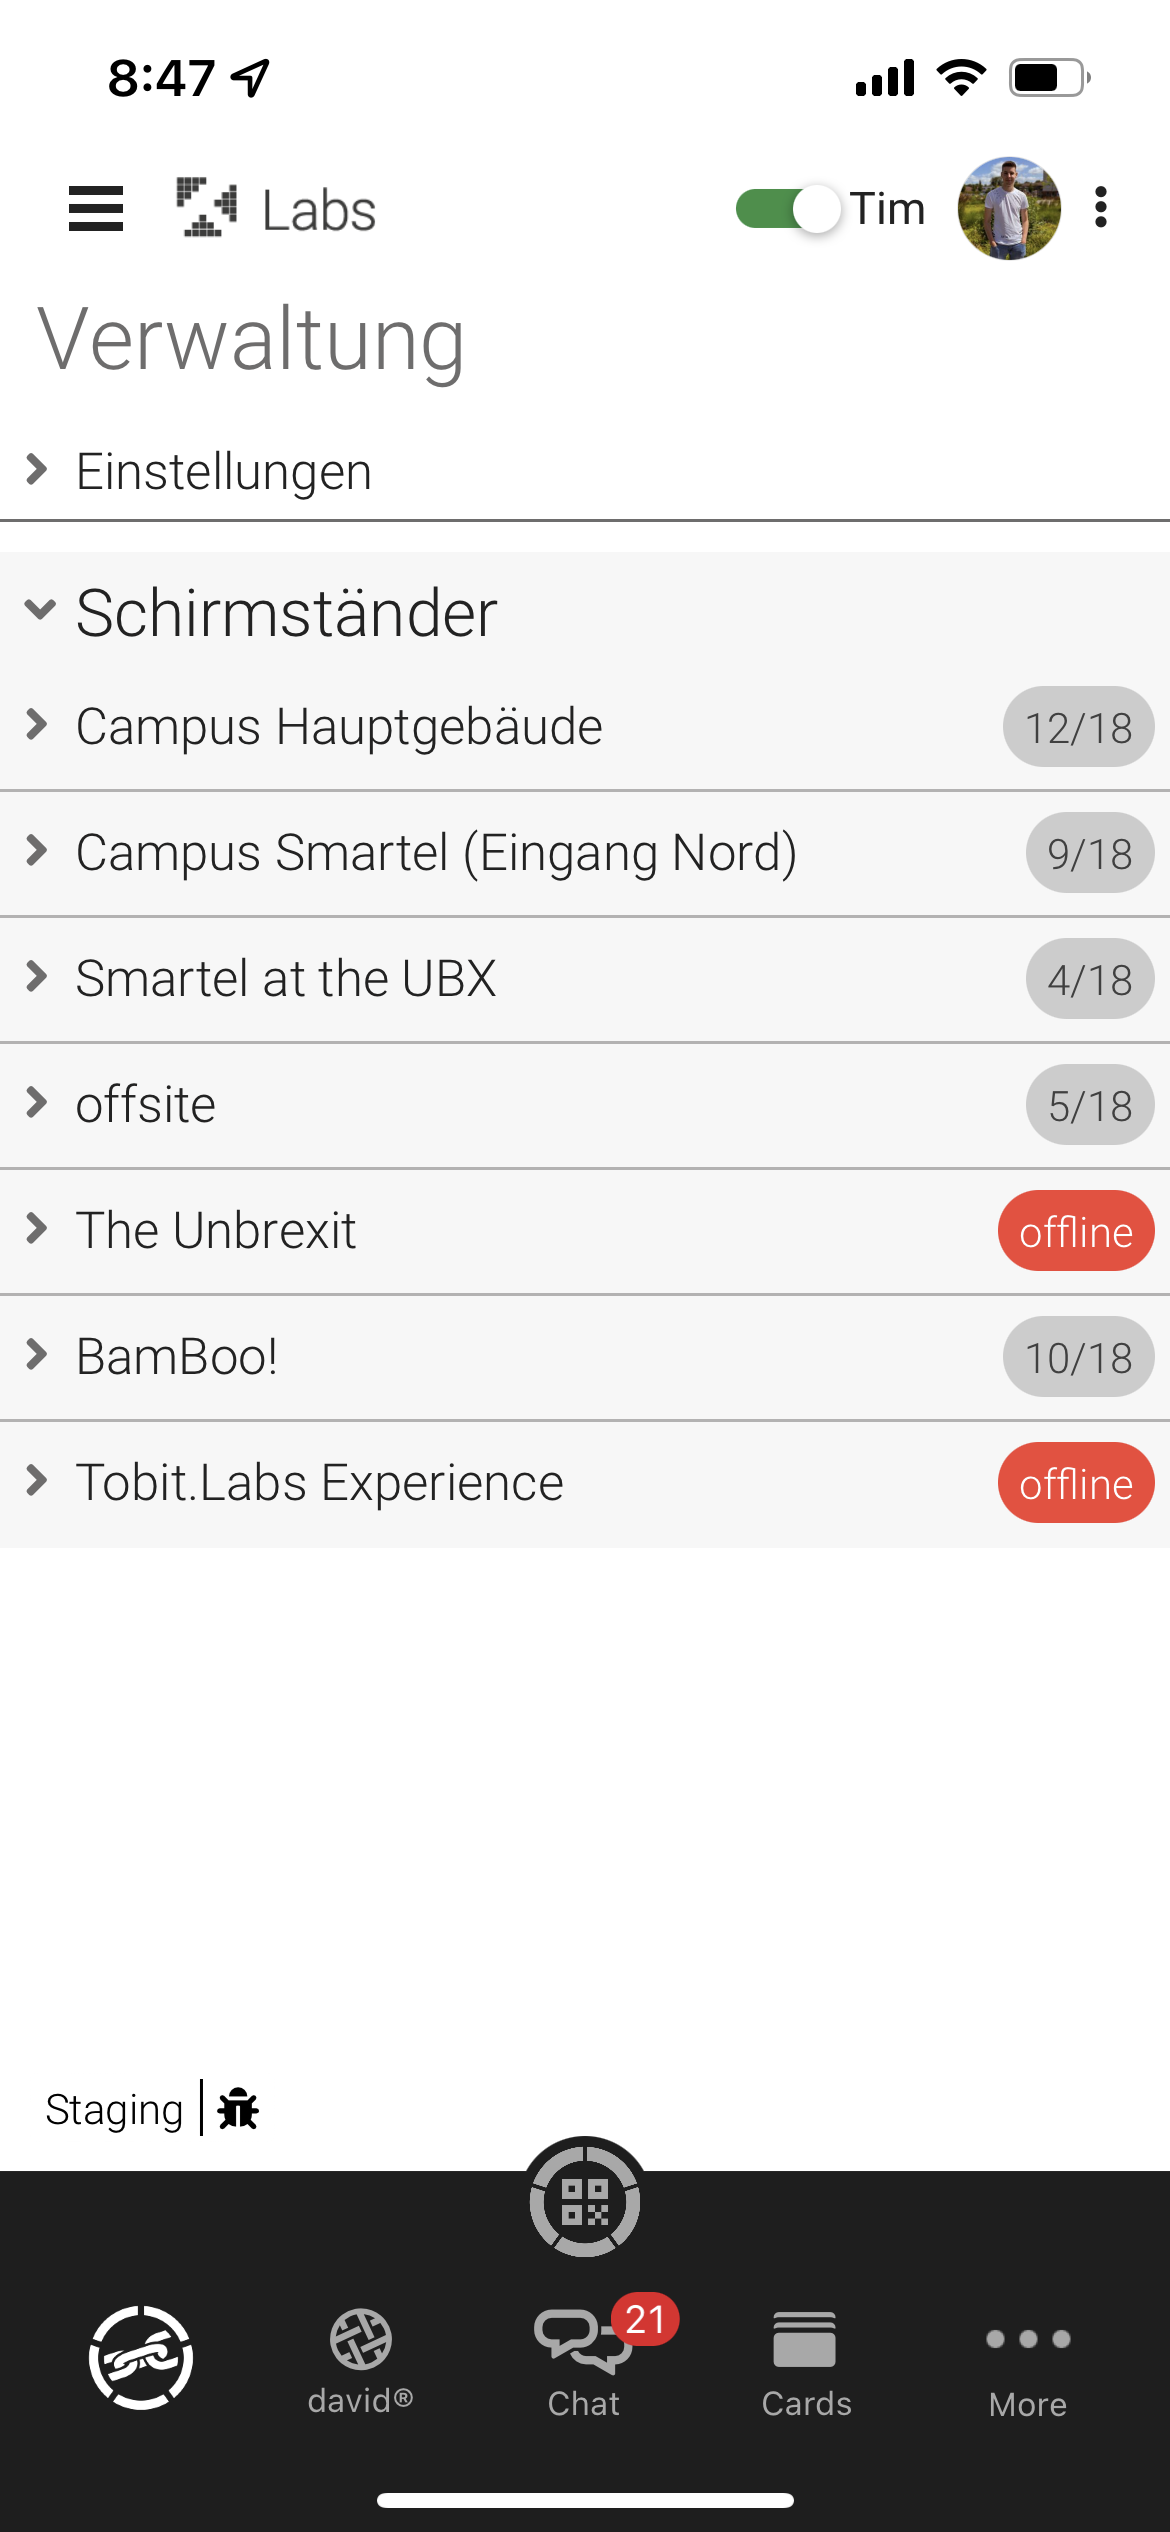 8:47
Labs
Tim
Verwaltung
Einstellungen
Schirmständer
Campus Hauptgebäude 12/18
Campus Smartel (Eingang Nord) 9/18
Smartel at the UBX 4/18
offsite 5/18
The Unbrexit offline
BamBoo! 10/18
Tobit.Labs Experience offline
Staging
21
david® Chat Cards More